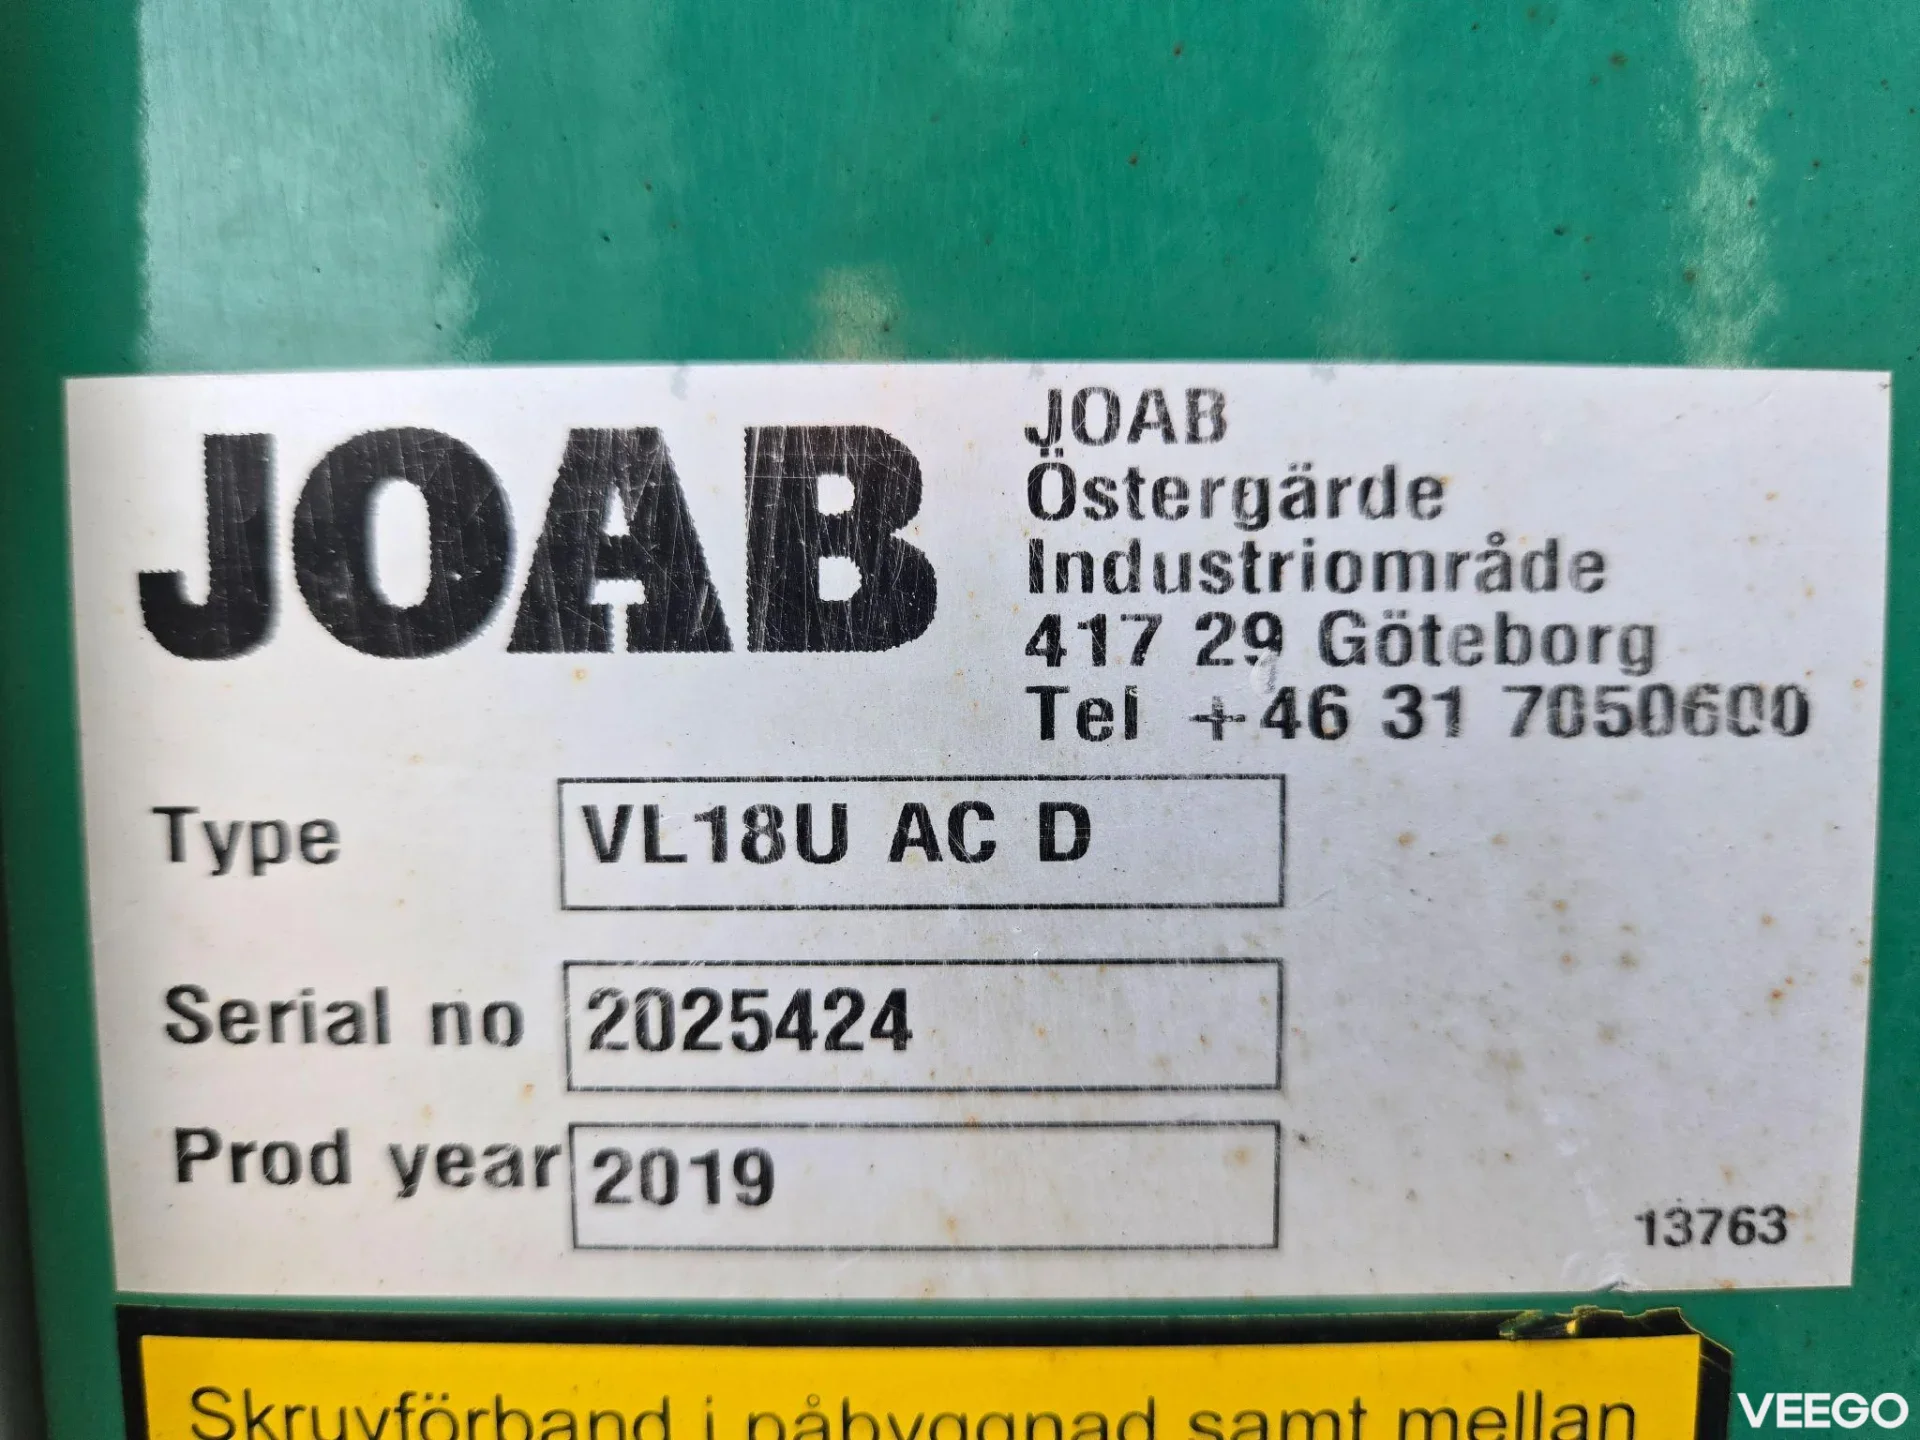 JOAB
JOAB
Östergärde
Industriområde
417 29 Göteborg
Tel +46 31 7050600
Type VL18U AC D
Serial no 2025424
Prod year 2019
13763
Skruvförband i påbyggnad samt mellan
VEEGO